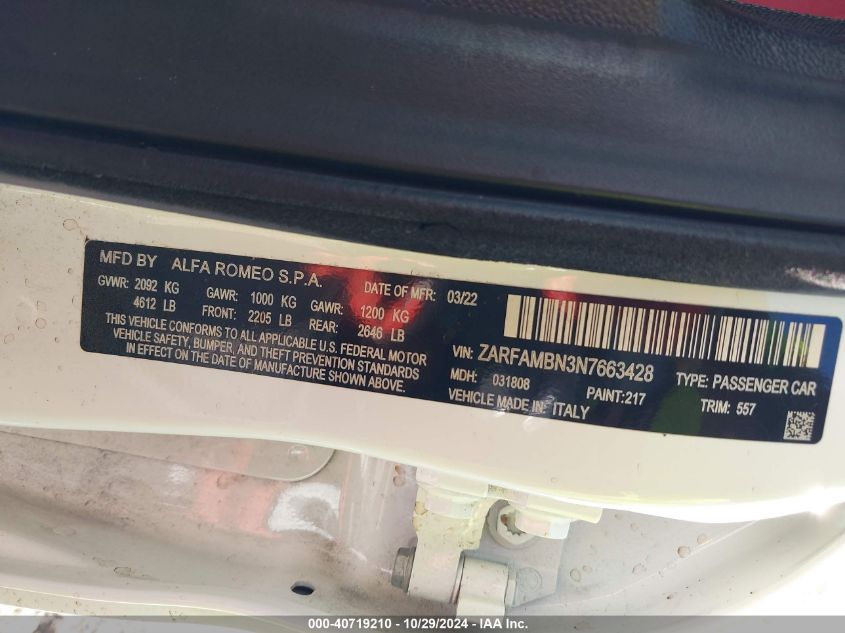 MFD BY ALFA ROMEO S.P.A. DATE OF MFR: 03/22
GVWR: 2092 KG GAWR: 1000 KG GAWR: 1200 KG
4612 LB FRONT: 2205 LB REAR: 2646 LB
THIS VEHICLE CONFORMS TO ALL APPLICABLE U.S. FEDERAL MOTOR
VEHICLE SAFETY, BUMPER, AND THEFT PREVENTION STANDARDS
IN EFFECT ON THE DATE OF MANUFACTURE SHOWN ABOVE.
VIN: ZARFAMBN3N7663428 TYPE: PASSENGER CAR
MDH: 031808 PAINT: 217 TRIM: 557
VEHICLE MADE IN: ITALY
000-40719210 - 10/29/2024 - IAA Inc.